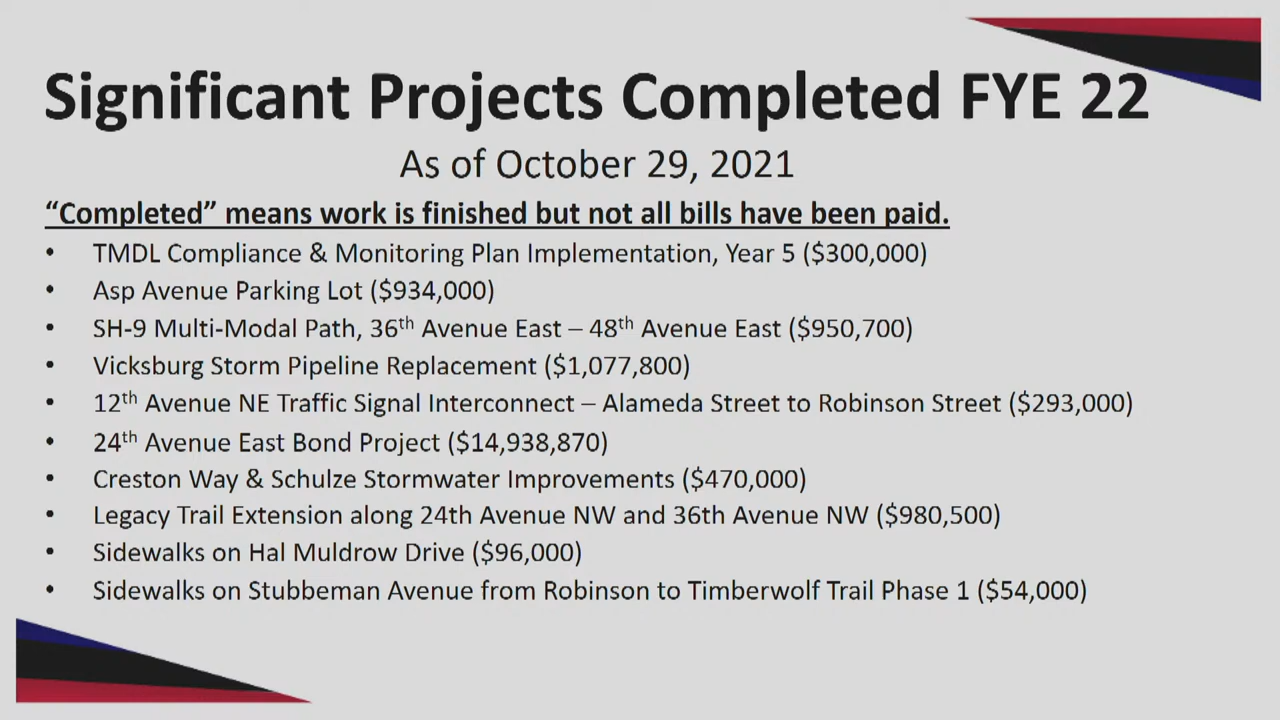 Significant Projects Completed FYE 22
As of October 29, 2021
“Completed” means work is finished but not all bills have been paid.
• TMDL Compliance & Monitoring Plan Implementation, Year 5 ($300,000)
• Asp Avenue Parking Lot ($934,000)
• SH-9 Multi-Modal Path, 36th Avenue East – 48th Avenue East ($950,700)
• Vicksburg Storm Pipeline Replacement ($1,077,800)
• 12th Avenue NE Traffic Signal Interconnect – Alameda Street to Robinson Street ($293,000)
• 24th Avenue East Bond Project ($14,938,870)
• Creston Way & Schulze Stormwater Improvements ($470,000)
• Legacy Trail Extension along 24th Avenue NW and 36th Avenue NW ($980,500)
• Sidewalks on Hal Muldrow Drive ($96,000)
• Sidewalks on Stubbeman Avenue from Robinson to Timberwolf Trail Phase 1 ($54,000)